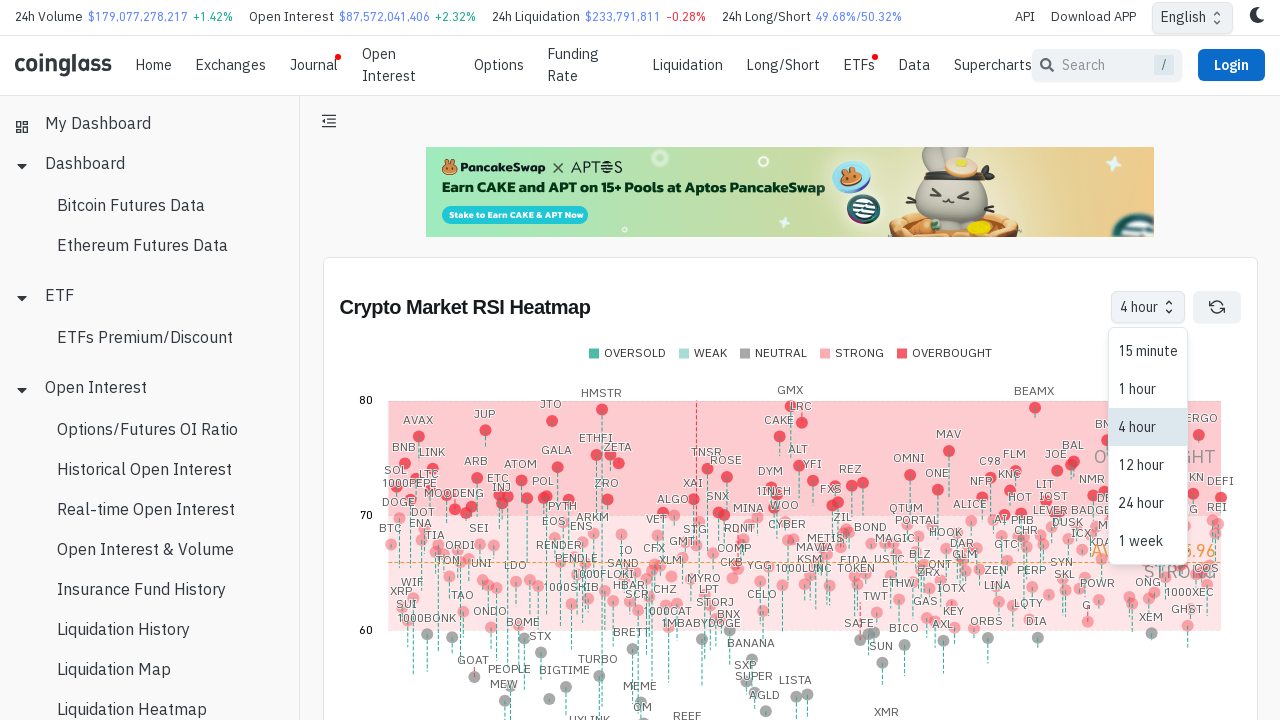 24h Volume $179,077,278,217 +1.42% Open Interest $87,572,041,406 +2.32% 24h Liquidation $233,791,811 -0.28% 24h Long/Short 49.68%/50.32% API Download APP English
coinglass Home Exchanges Journal Open Interest Options Funding Rate Liquidation Long/Short ETFs Data Supercharts Search / Login
My Dashboard
Dashboard
Bitcoin Futures Data
Ethereum Futures Data
ETF
ETFs Premium/Discount
Open Interest
Options/Futures OI Ratio
Historical Open Interest
Real-time Open Interest
Open Interest & Volume
Insurance Fund History
Liquidation History
Liquidation Map
Liquidation Heatmap
PancakeSwap × APTOS
Earn CAKE and APT on 15+ Pools at Aptos PancakeSwap
Stake to Earn CAKE & APT Now
Crypto Market RSI Heatmap
4 hour
15 minute
1 hour
4 hour
12 hour
24 hour
1 week
OVERSOLD WEAK NEUTRAL STRONG OVERBOUGHT
80
70
60
HMSTR GMX BEAMX
JTO LRC
AVAX JUP CAKE
ETHFI MAV
BNB LINK GALA ZETA ALT BAL
SOL LTC ARB ATOM TNSR ROSE DYM YFI REZ OMNI ONE C98 FLM JOE
1000PEPE ETC POL ZRO XAI FXS NFP KNC LIT NMR KN DEFI
MOODENG INJ ALGO SNX 1INCH HOT IOST
DOGE DOT PYTH MINA WOO QTUM ALICE LEVER BADGER REI
BTC ENA TIA SEI EOS ENS ARKM VET STG RDNT CYBER ZIL BOND PORTAL AI PHB DUSK
ORDI RENDER IO CFX GMT COMP MAVIA METIS MAGIC HOOK DAR GTC CHR ICX KDA
TON UNI LDO PENDLE SAND XLM CKB YGG KSM FIDA USTC BLZ ONT GLM ZEN PERP SYN COS
WIF 1000FLOKI MYRO 1000LUNC TOKEN ZRX SKL
XRP TAO HBAR SCR CHZ LPT CELO TWT ETHW IOTX LINA POWR ONG 1000XEC
SUI ONDO STORJ GAS LQTY G GHST
1000BONK BOME BNX SAFE KEY ORBS DIA XEM
STX BRETT 1MBABYDOGE BANANA SUN BICO AXL
GOAT TURBO SXP
PEOPLE BIGTIME SUPER
MEW MEME AGLD LISTA
OM REEF XMR
STRONG